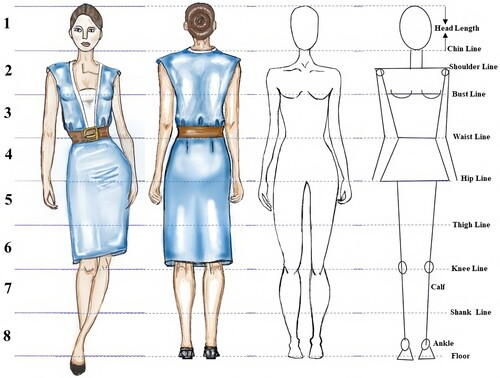 1
Head Length
Chin Line
2
Shoulder Line
Bust Line
3
Waist Line
4
Hip Line
5
Thigh Line
6
Knee Line
7
Calf
Shank Line
8
Ankle
Floor